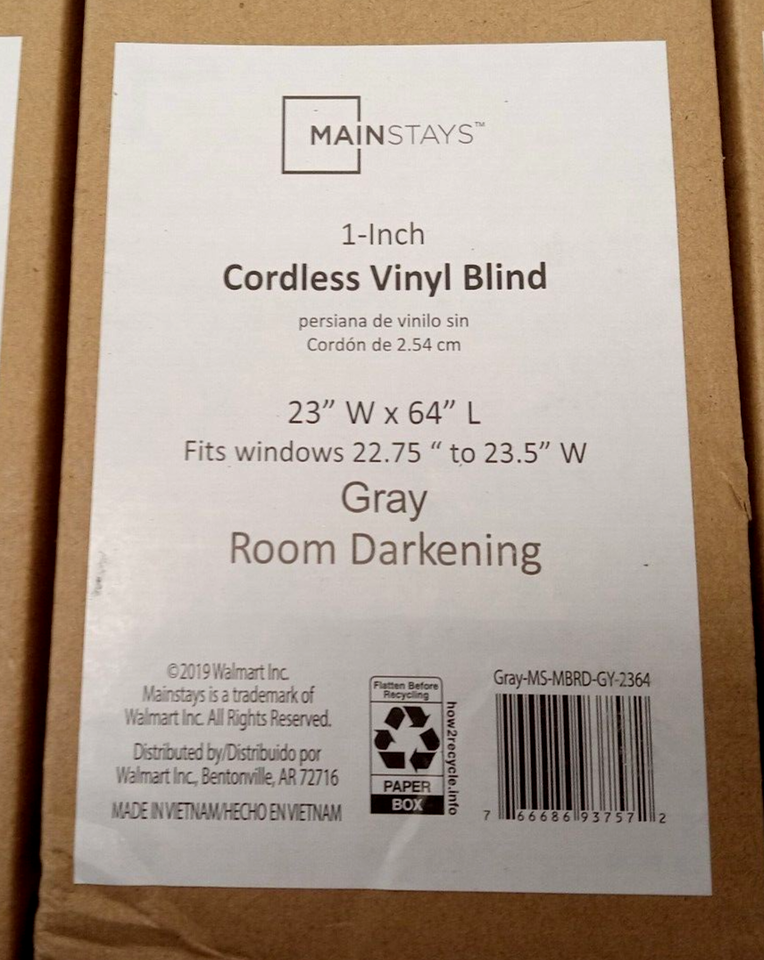 MAINSTAYS™
1-Inch
Cordless Vinyl Blind
persiana de vinilo sin
Cordón de 2.54 cm
23” W x 64” L
Fits windows 22.75 “ to 23.5” W
Gray
Room Darkening
©2019 Walmart Inc.
Mainstays is a trademark of
Walmart Inc. All Rights Reserved.
Distributed by/Distribuido por
Walmart Inc., Bentonville, AR 72716
MADE IN VIETNAM/HECHO EN VIETNAM
Flatten Before
Recycling
PAPER
BOX
how2recycle.info
Gray-MS-MBRD-GY-2364
7 66686 93757 2